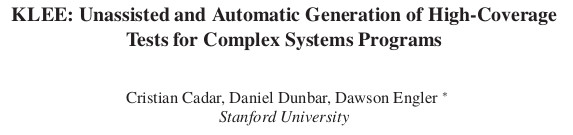 KLEE: Unassisted and Automatic Generation of High-Coverage
Tests for Complex Systems Programs
Cristian Cadar, Daniel Dunbar, Dawson Engler *
Stanford University